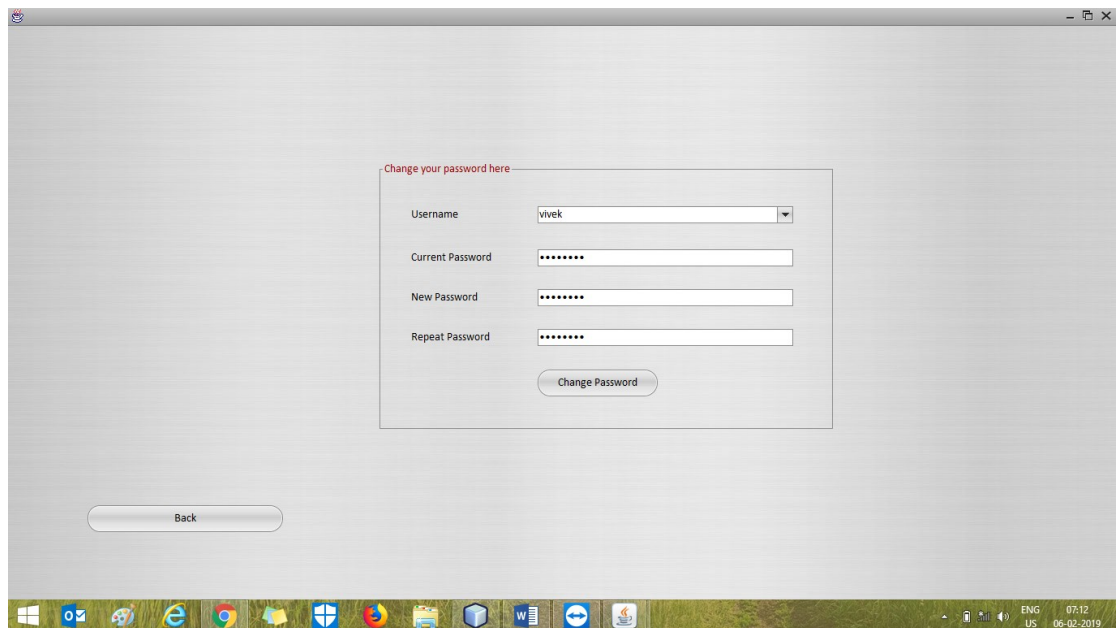 Change your password here
Username vivek
Current Password ••••••••
New Password ••••••••
Repeat Password ••••••••
Change Password
Back
ENG 07:12
US 06-02-2019